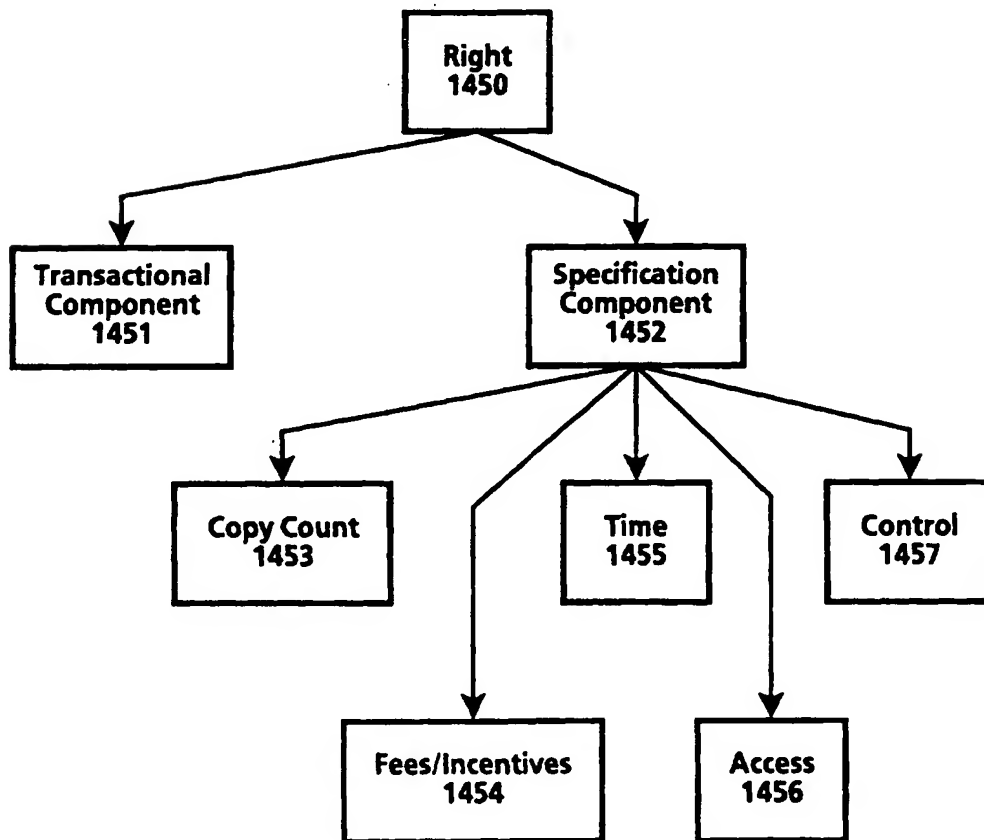 Right
1450
Transactional
Component
1451
Specification
Component
1452
Copy Count
1453
Time
1455
Control
1457
Fees/Incentives
1454
Access
1456